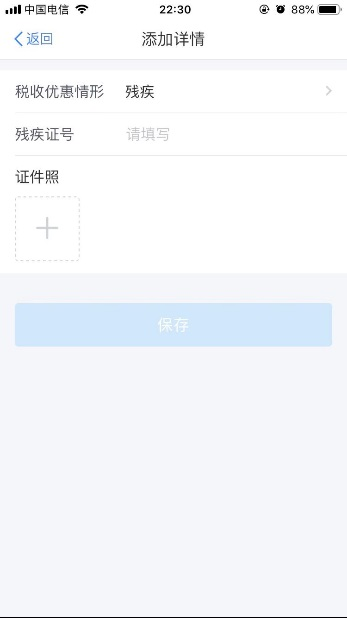 中国电信 22:30 88%
返回 添加详情
税收优惠情形 残疾
残疾证号 请填写
证件照
保存